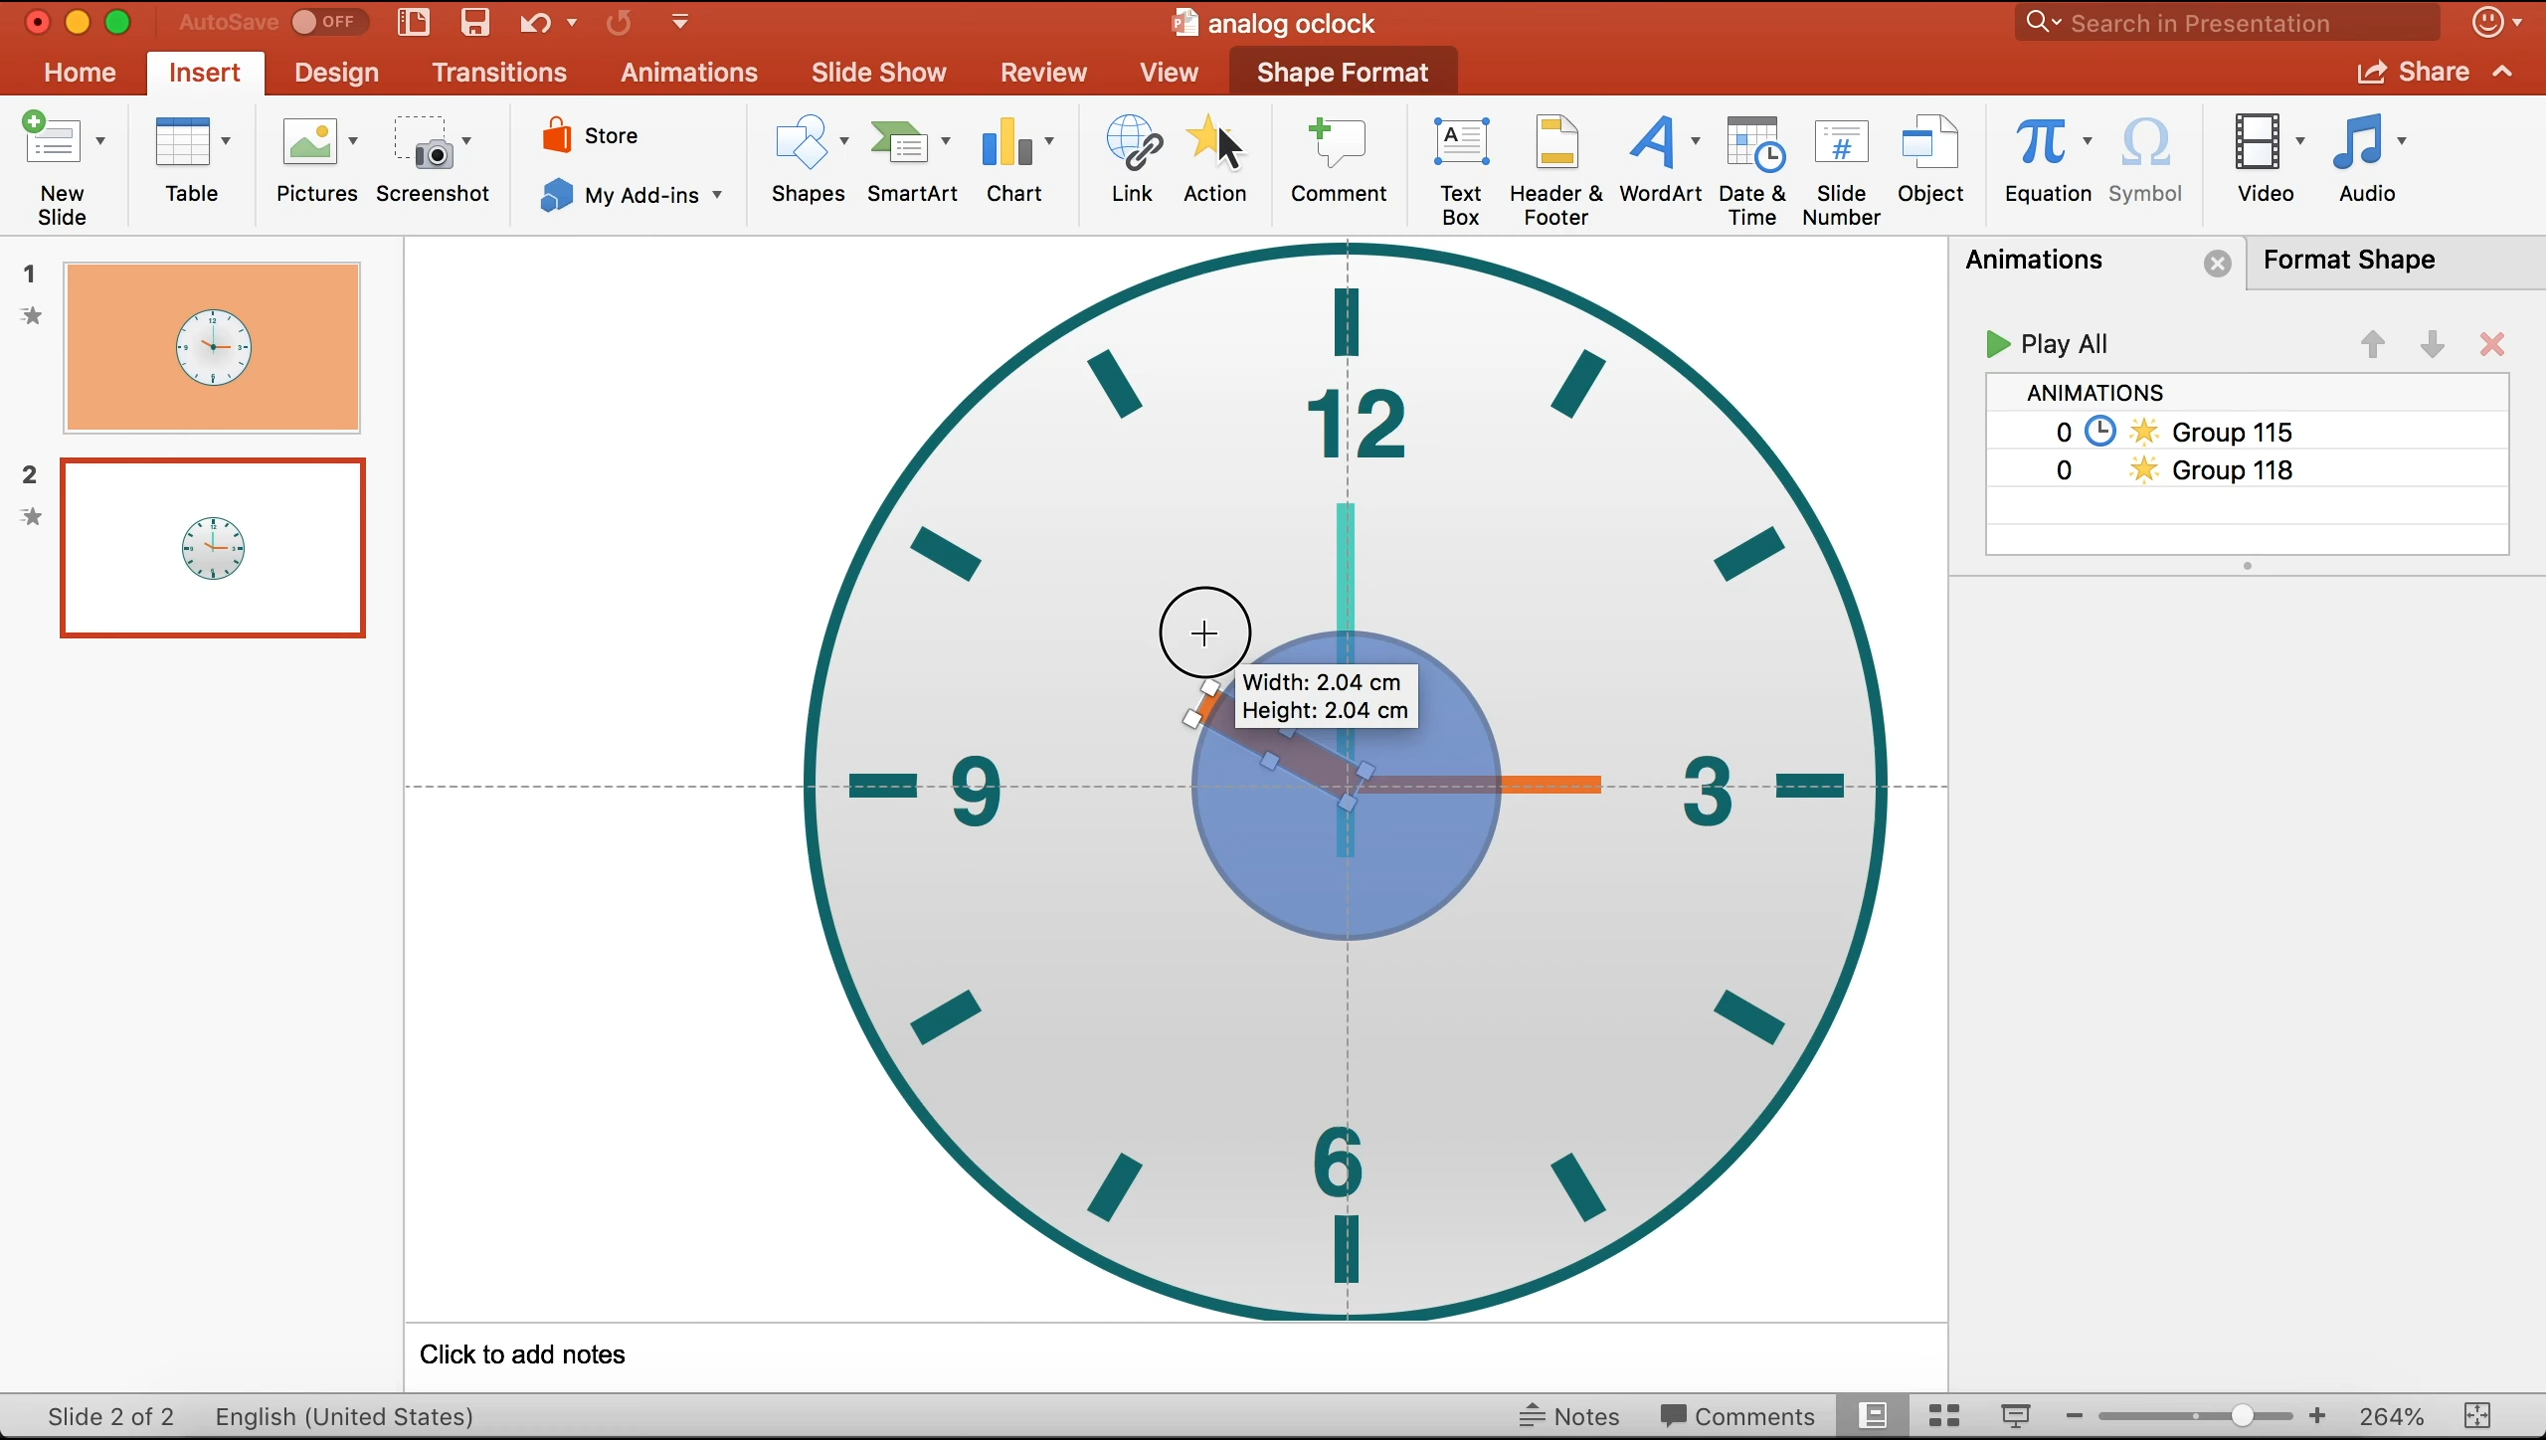 AutoSave OFF
analog oclock
Search in Presentation
Home Insert Design Transitions Animations Slide Show Review View Shape Format Share
New Slide
Table
Pictures
Screenshot
Store
My Add-ins
Shapes
SmartArt
Chart
Link
Action
Comment
Text Box
Header & Footer
WordArt
Date & Time
Slide Number
Object
Equation
Symbol
Video
Audio
1
2
12
9
3
6
Width: 2.04 cm
Height: 2.04 cm
Animations
Format Shape
Play All
ANIMATIONS
0 Group 115
0 Group 118
Click to add notes
Slide 2 of 2 English (United States) Notes Comments 264%